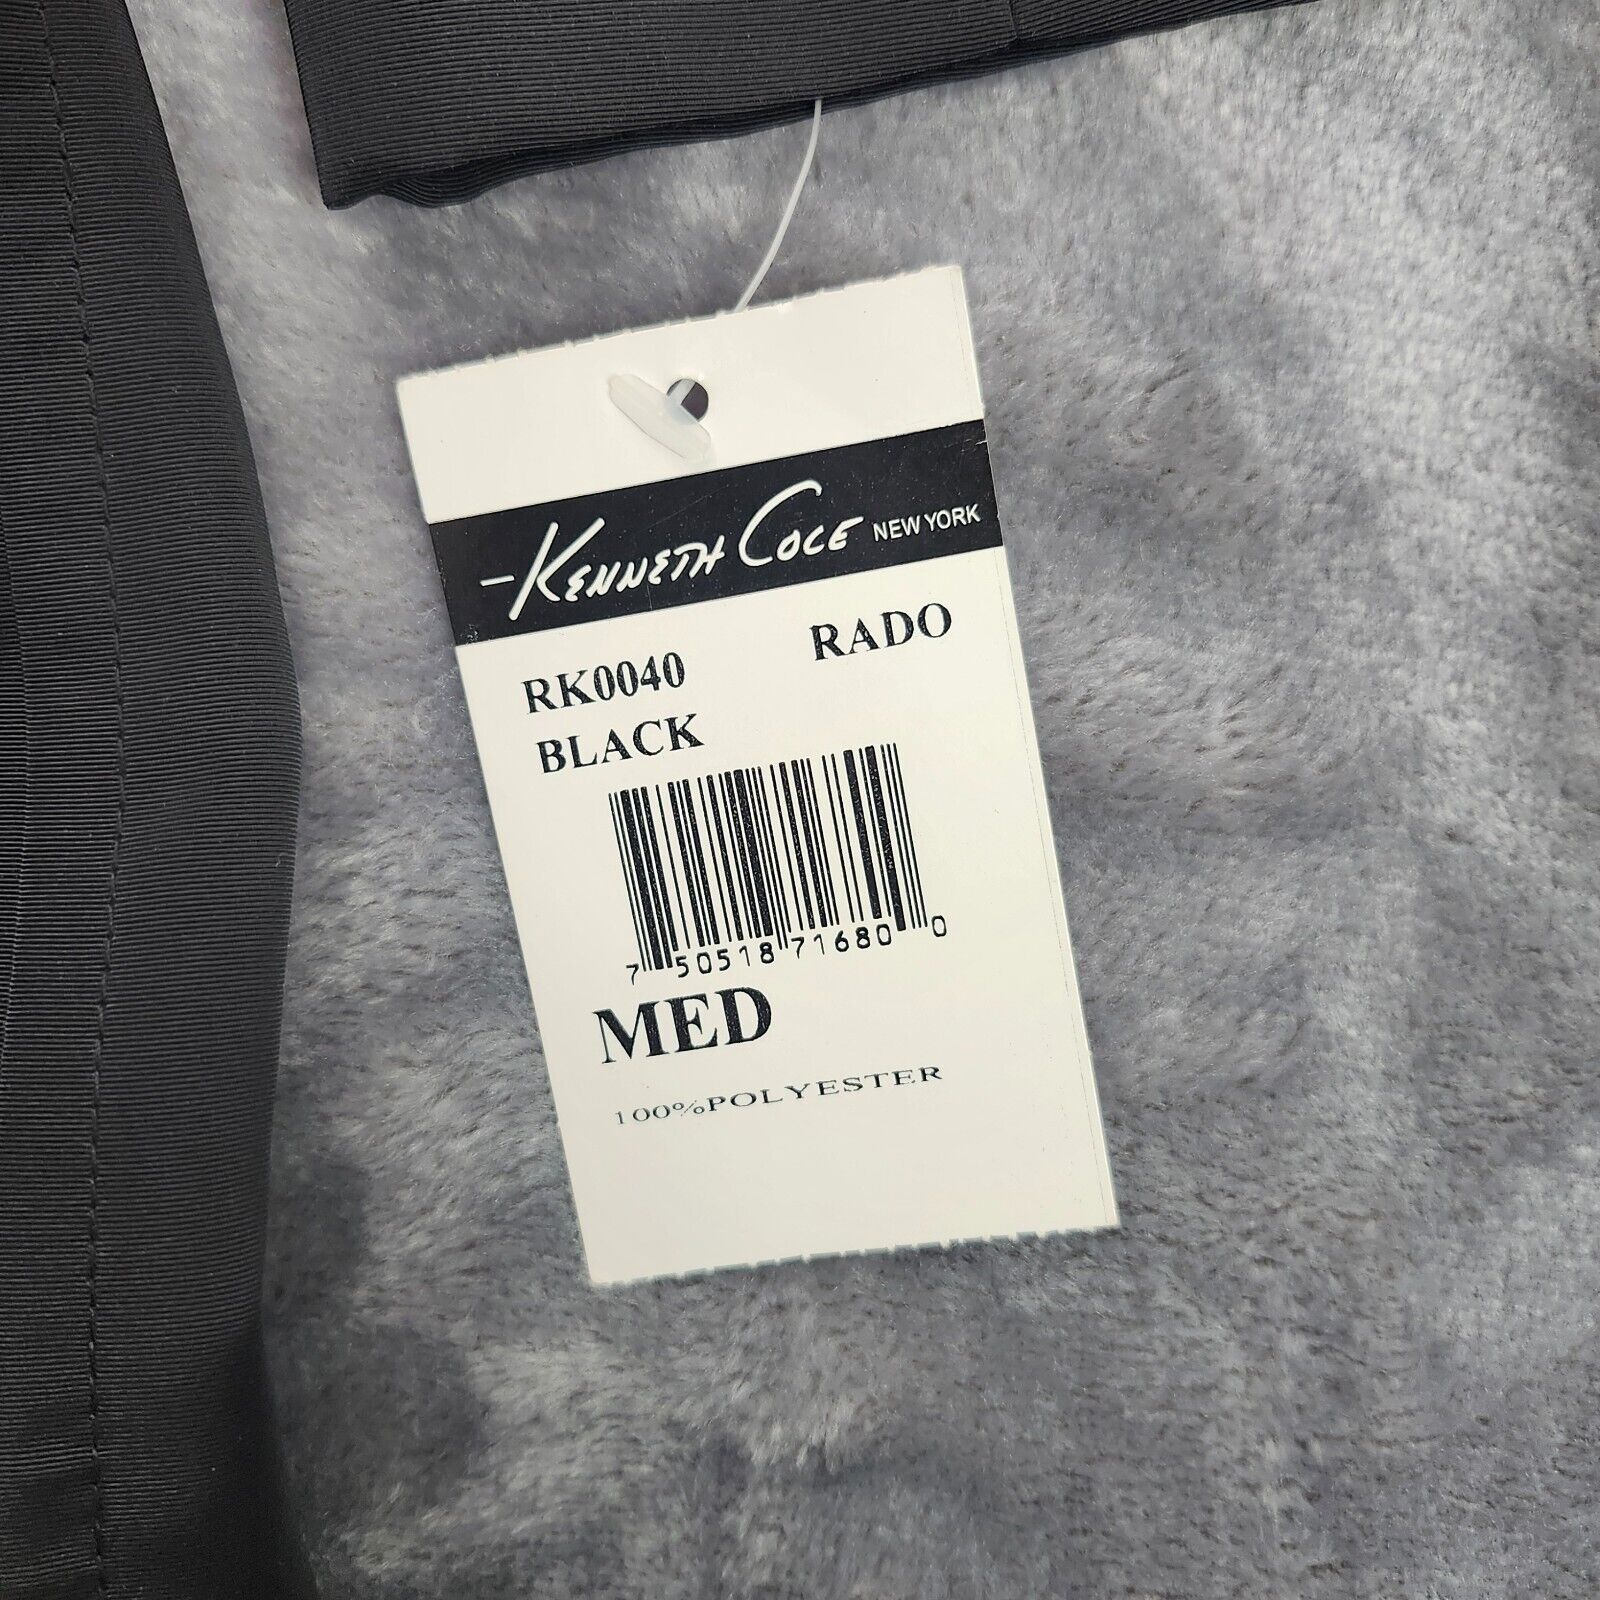 KENNETH COLE NEW YORK
RK0040 RADO
BLACK
7 50518 71680 0
MED
100%POLYESTER